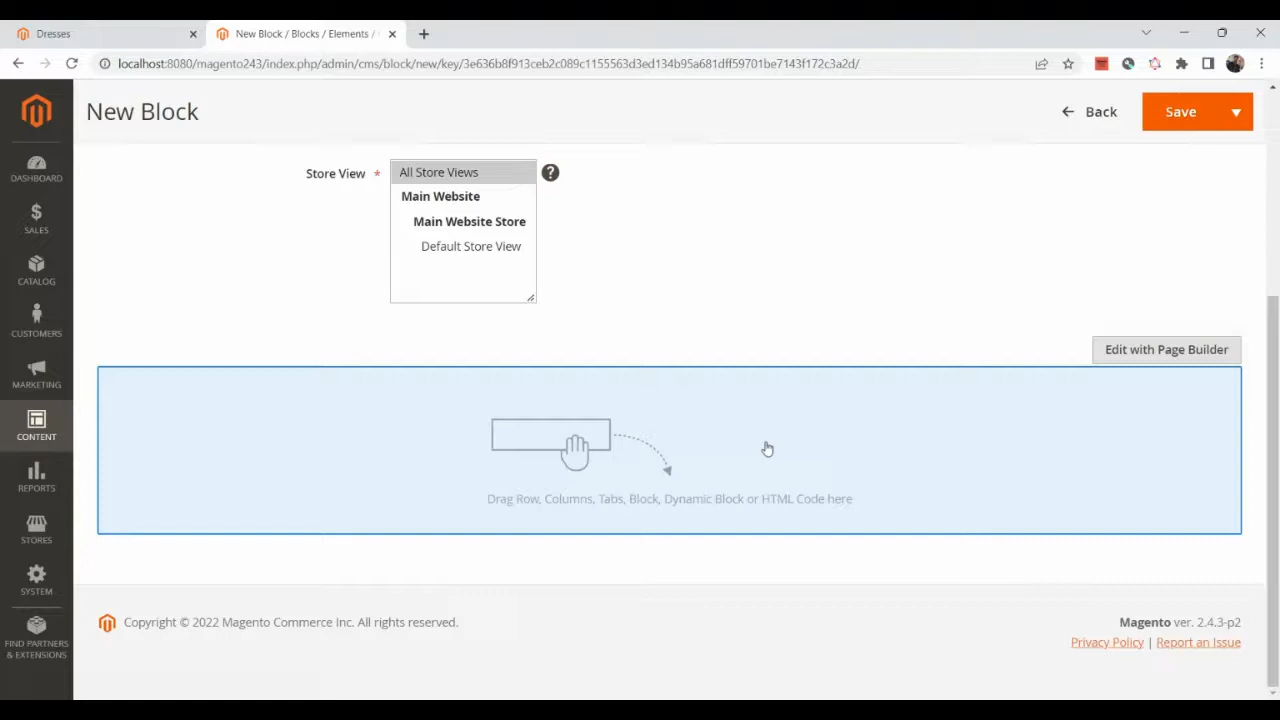 Dresses
New Block / Blocks / Elements /
localhost:8080/magento243/index.php/admin/cms/block/new/key/3e636b8f913ceb2c089c1155563d3ed134b95a681dff59701be7143f172c3a2d/
New Block
Back
Save
DASHBOARD
SALES
CATALOG
CUSTOMERS
MARKETING
CONTENT
REPORTS
STORES
SYSTEM
FIND PARTNERS
& EXTENSIONS
Store View *
All Store Views
Main Website
Main Website Store
Default Store View
Edit with Page Builder
Drag Row, Columns, Tabs, Block, Dynamic Block or HTML Code here
Copyright © 2022 Magento Commerce Inc. All rights reserved.
Magento ver. 2.4.3-p2
Privacy Policy | Report an Issue